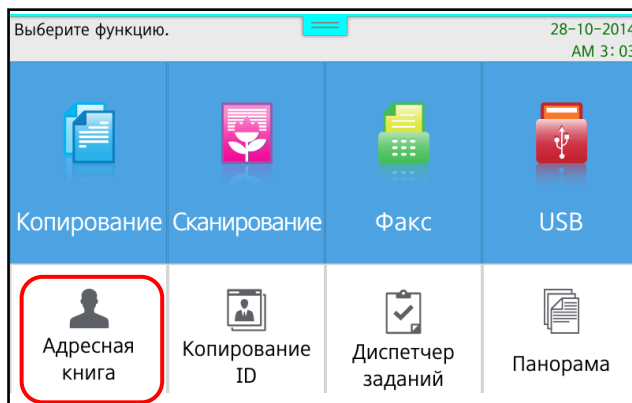 Выберите функцию.
28-10-2014
AM 3:03
Копирование
Сканирование
Факс
USB
Адресная
книга
Копирование
ID
Диспетчер
заданий
Панорама